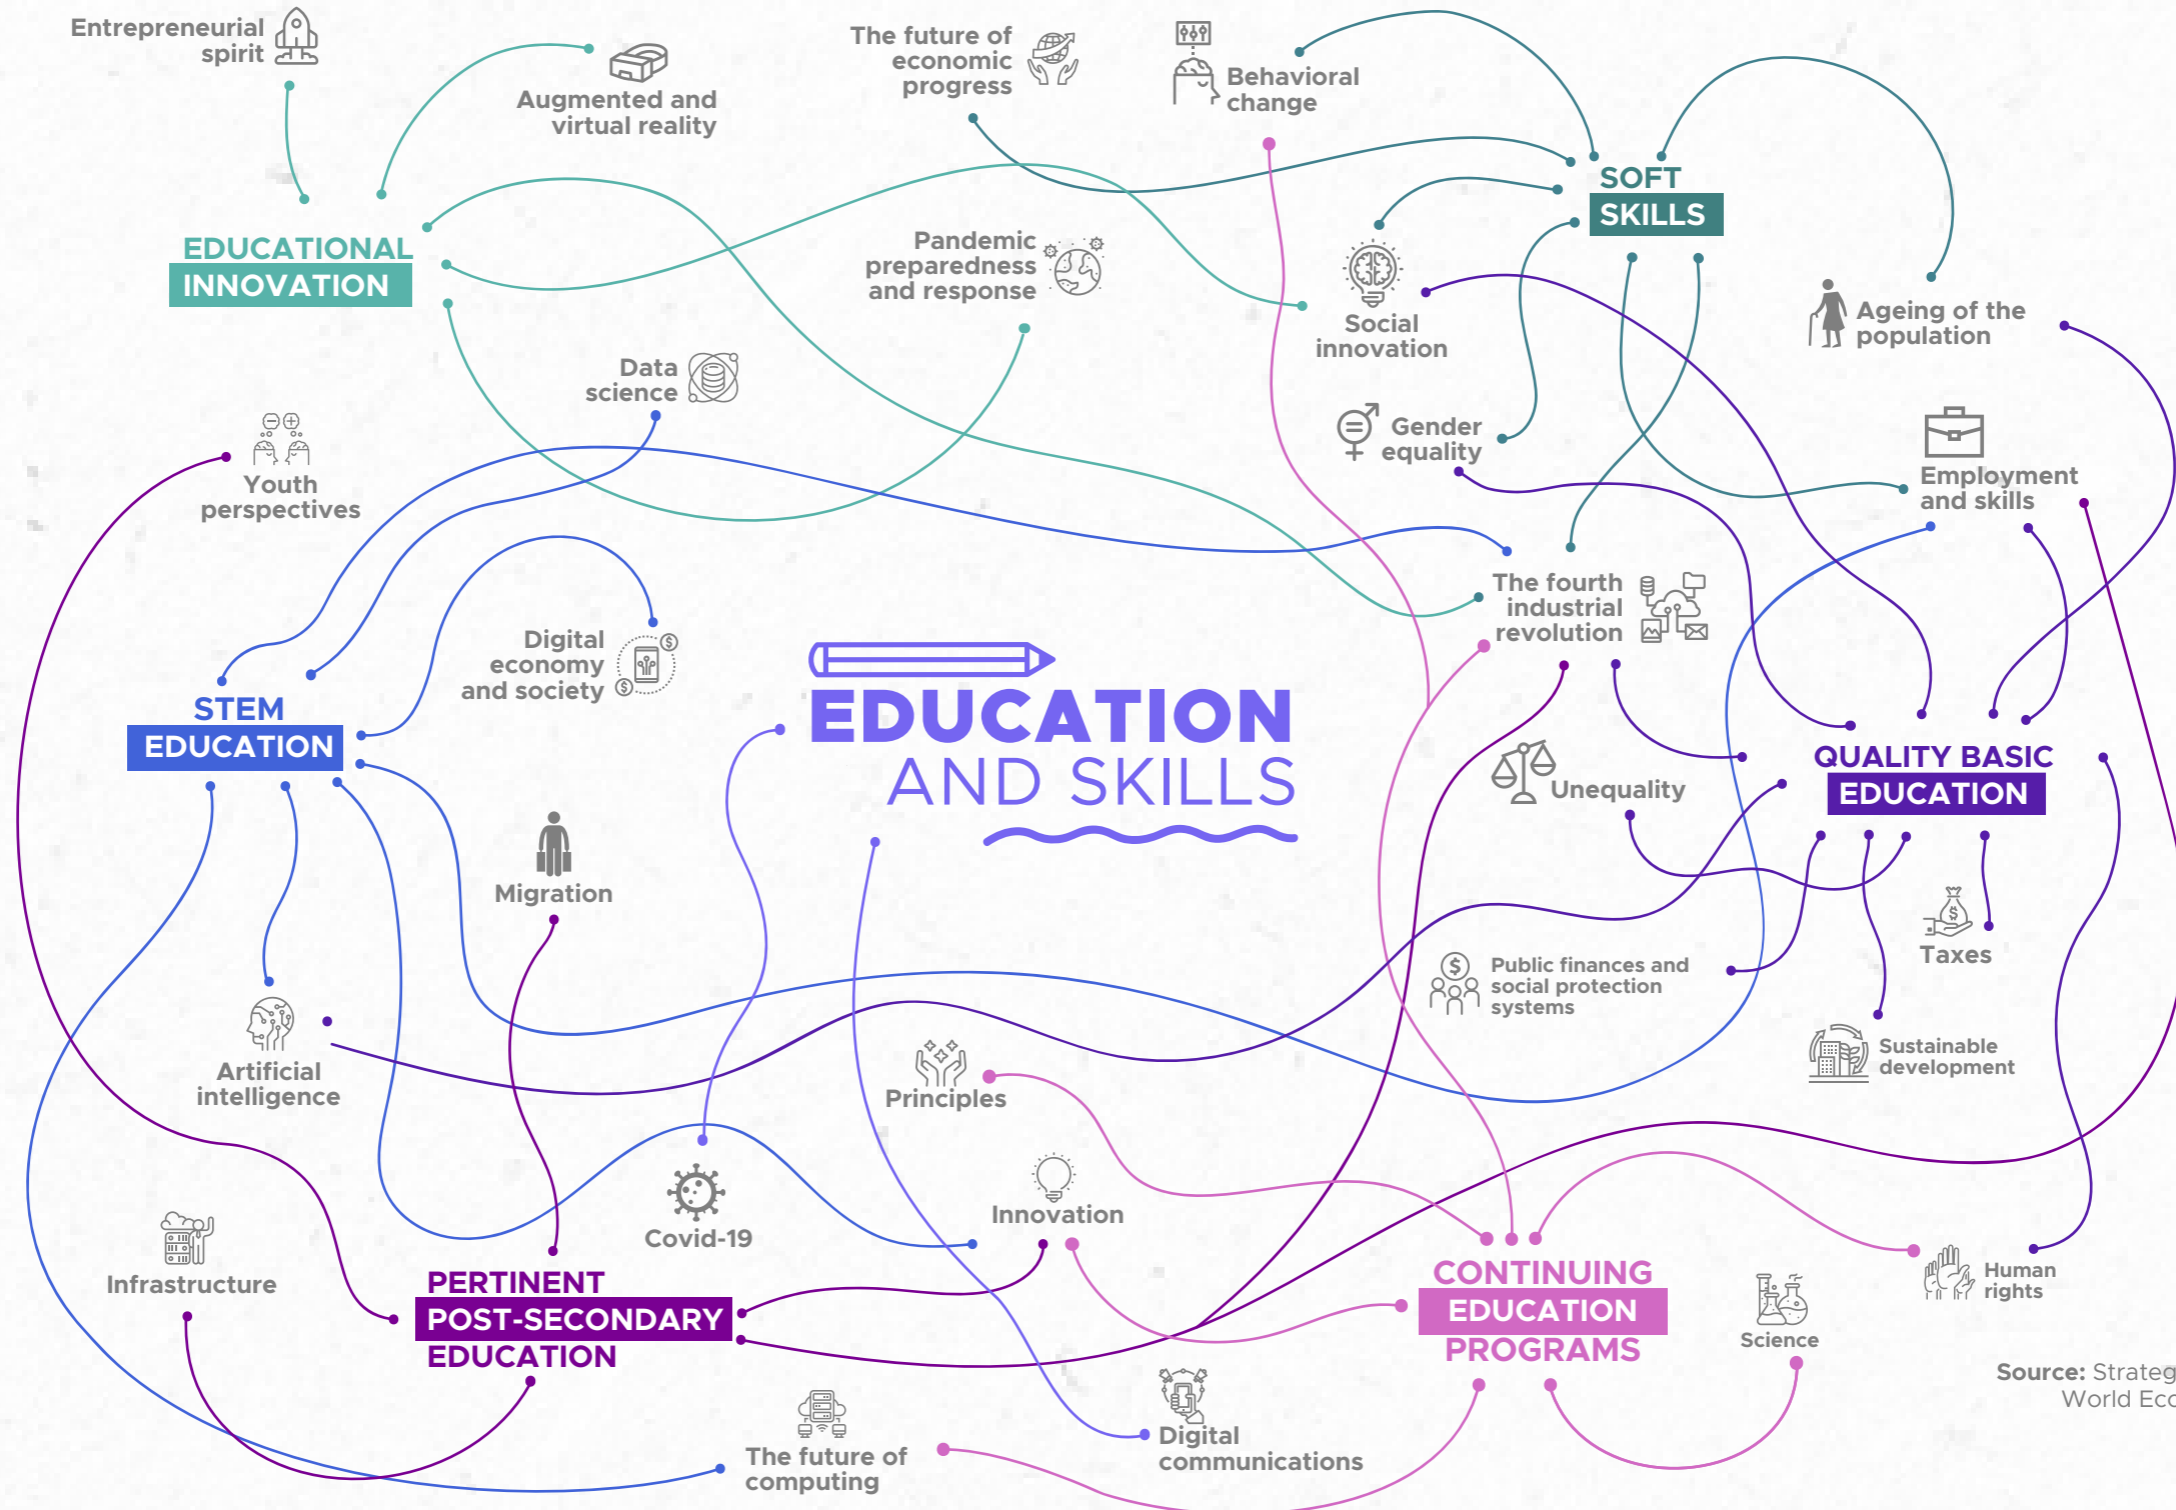 Entrepreneurial
spirit
Augmented and
virtual reality
The future of
economic
progress
Behavioral
change
SOFT
SKILLS
EDUCATIONAL
INNOVATION
Pandemic
preparedness
and response
Social
innovation
Ageing of the
population
Data
science
Youth
perspectives
Gender
equality
Employment
and skills
The fourth
industrial
revolution
Digital
economy
and society
STEM
EDUCATION
EDUCATION
AND SKILLS
QUALITY BASIC
EDUCATION
Unequality
Migration
Taxes
Public finances and
social protection
systems
Sustainable
development
Artificial
intelligence
Principles
Innovation
Covid-19
Infrastructure
PERTINENT
POST-SECONDARY
EDUCATION
CONTINUING
EDUCATION
PROGRAMS
Human
rights
Science
Source: Strateg
World Eco
Digital
communications
The future of
computing